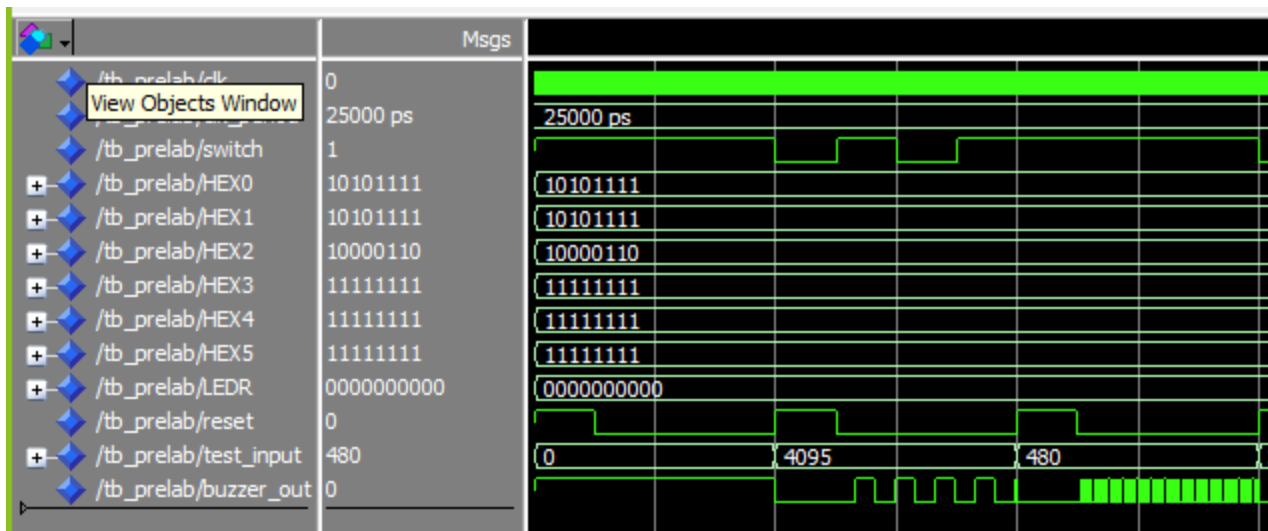 Msgs
/tb_prelab/clk 0
View Objects Window
25000 ps 25000 ps
/tb_prelab/switch 1
/tb_prelab/HEX0 10101111 10101111
/tb_prelab/HEX1 10101111 10101111
/tb_prelab/HEX2 10000110 10000110
/tb_prelab/HEX3 11111111 11111111
/tb_prelab/HEX4 11111111 11111111
/tb_prelab/HEX5 11111111 11111111
/tb_prelab/LEDR 0000000000 0000000000
/tb_prelab/reset 0
/tb_prelab/test_input 480 0 4095 480
/tb_prelab/buzzer_out 0